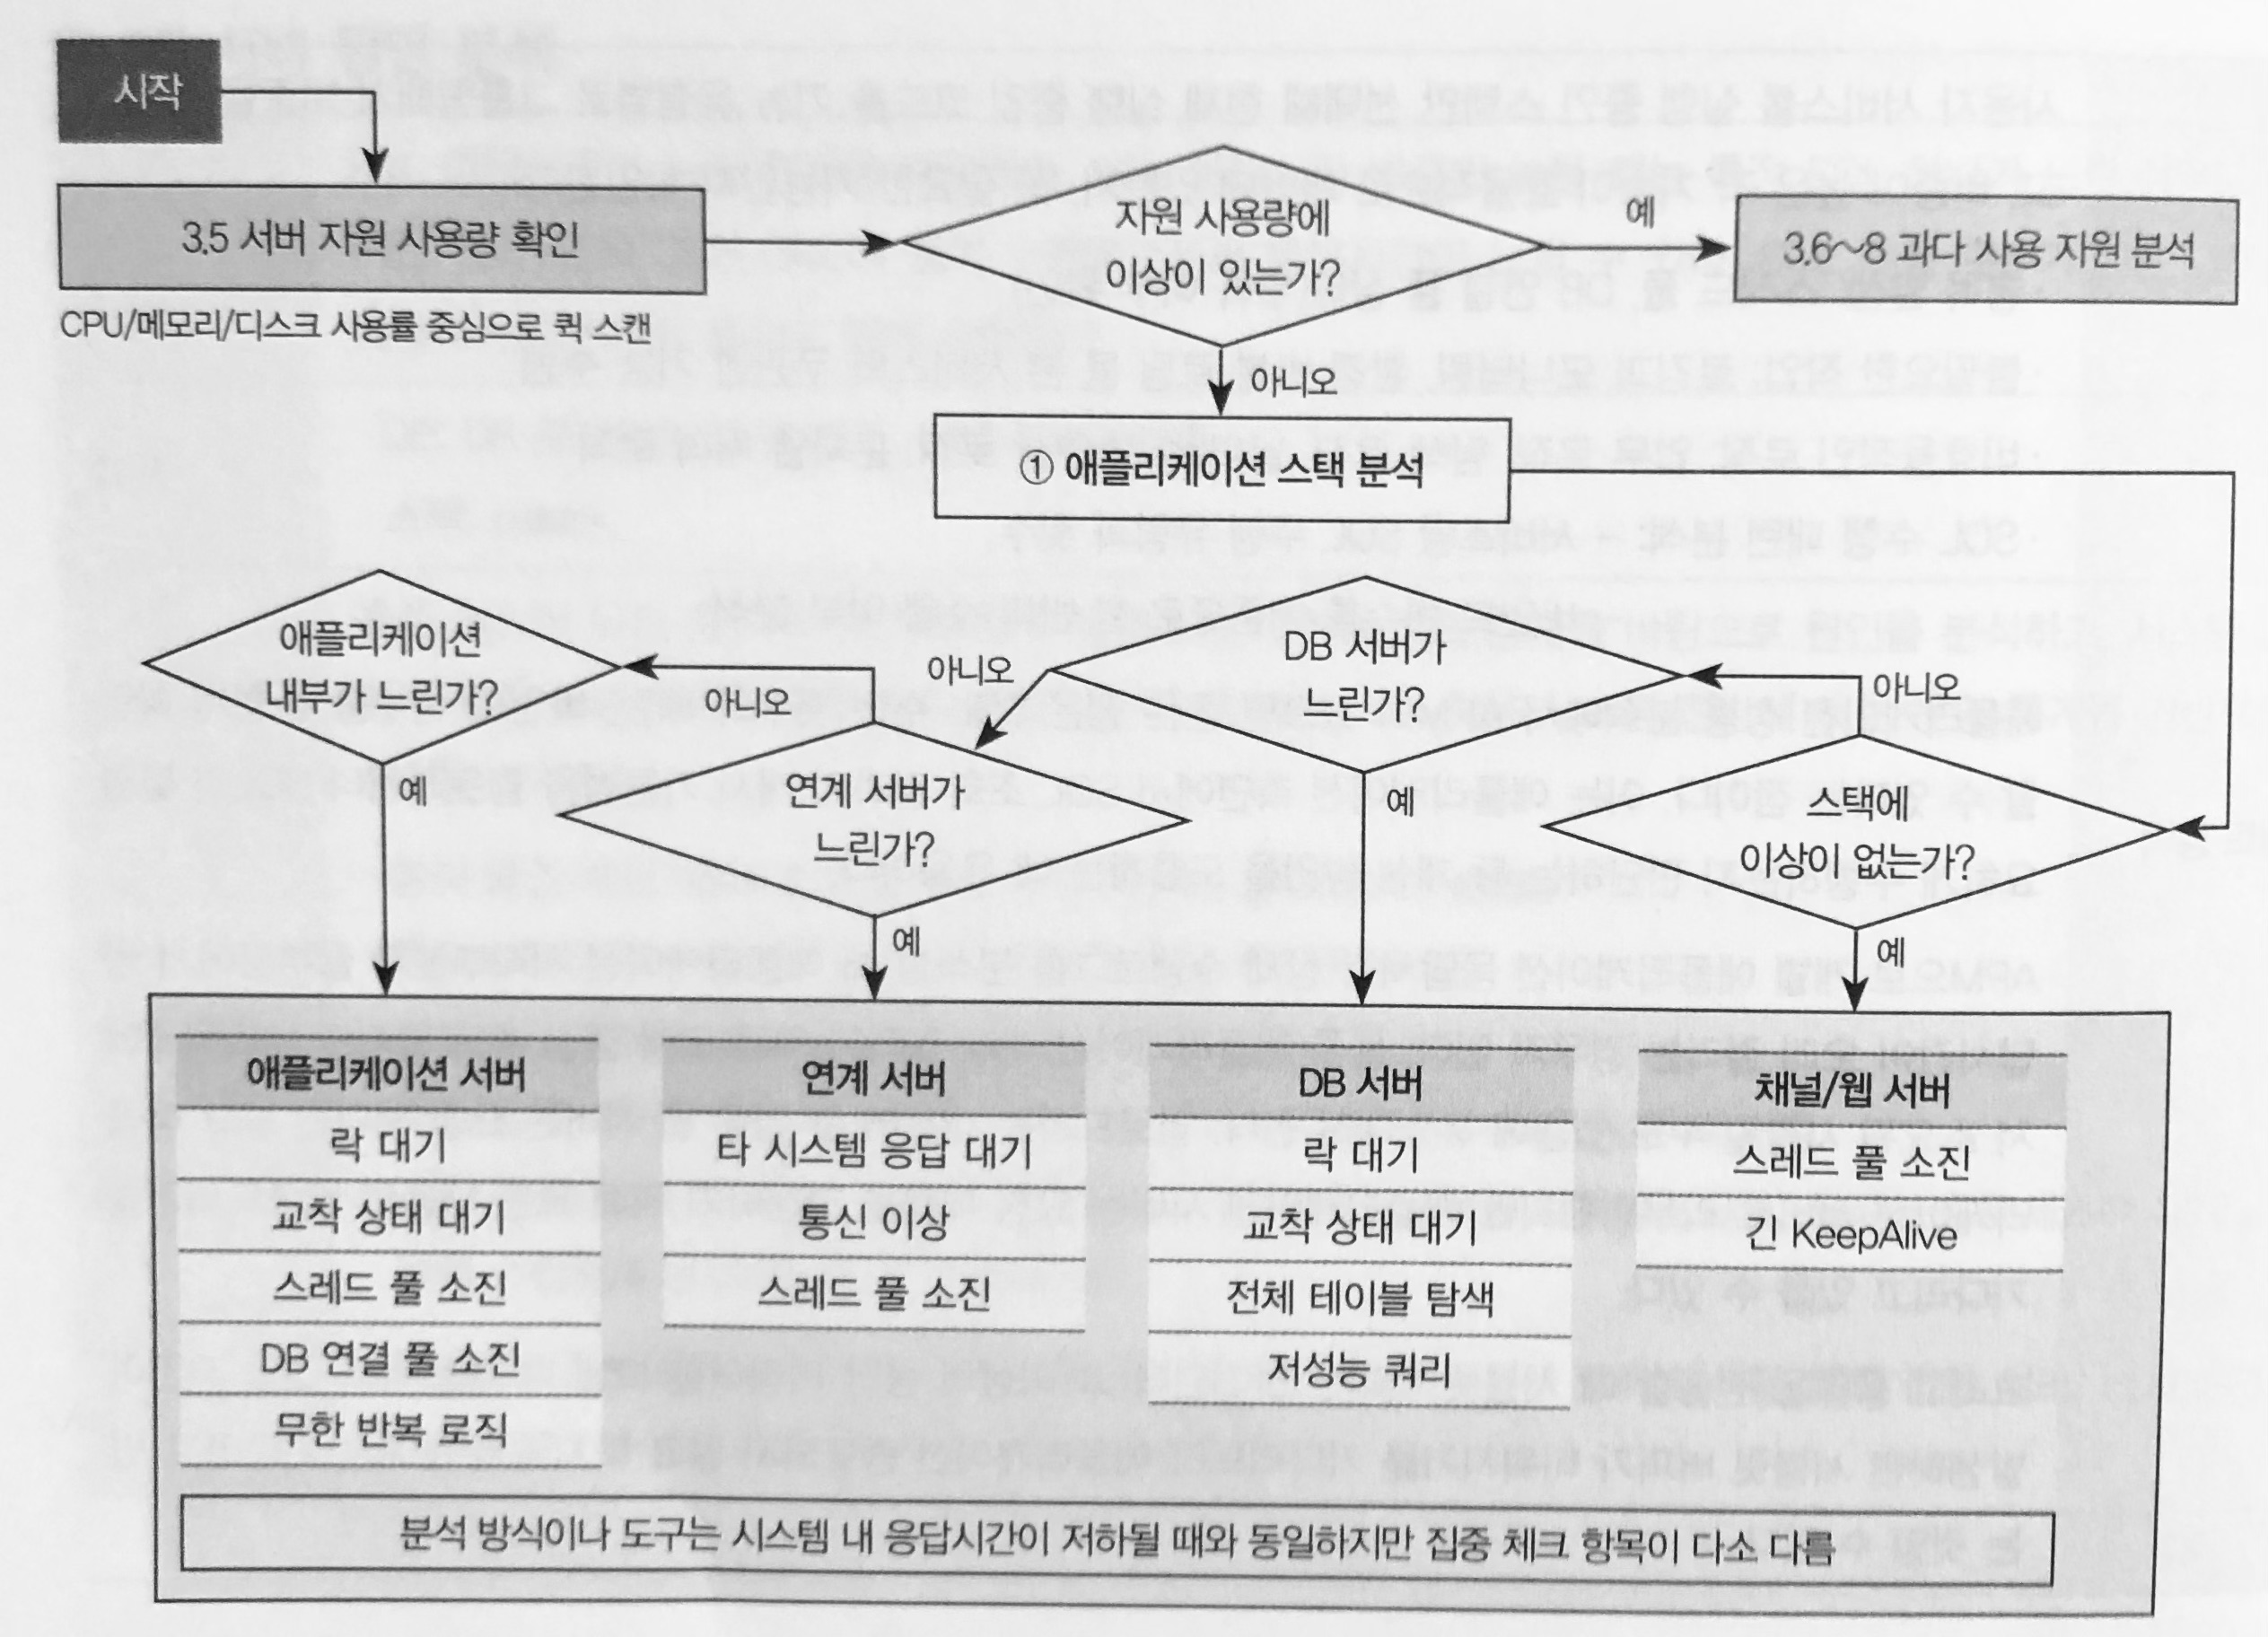 시작
3.5 서버 자원 사용량 확인
CPU/메모리/디스크 사용률 중심으로 퀵 스캔
자원 사용량에
이상이 있는가?
예
3.6~8 과다 사용 자원 분석
아니오
① 애플리케이션 스택 분석
애플리케이션
내부가 느린가?
아니오
예
연계 서버가
느린가?
예
아니오
DB 서버가
느린가?
예
아니오
스택에
이상이 없는가?
예
애플리케이션 서버
락 대기
교착 상태 대기
스레드 풀 소진
DB 연결 풀 소진
무한 반복 로직
연계 서버
타 시스템 응답 대기
통신 이상
스레드 풀 소진
DB 서버
락 대기
교착 상태 대기
전체 테이블 탐색
저성능 쿼리
채널/웹 서버
스레드 풀 소진
긴 KeepAlive
분석 방식이나 도구는 시스템 내 응답시간이 저하될 때와 동일하지만 집중 체크 항목이 다소 다름